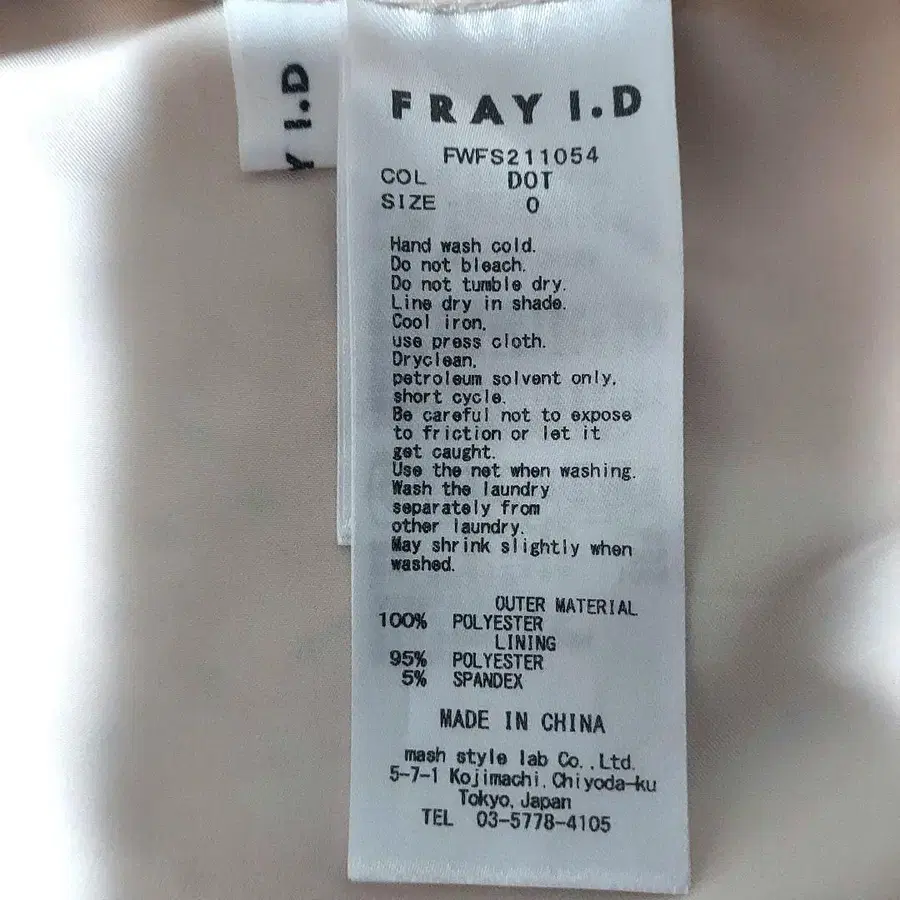 Y I.D
FRAY I.D
FWFS211054
COL DOT
SIZE 0
Hand wash cold.
Do not bleach.
Do not tumble dry.
Line dry in shade.
Cool iron,
use press cloth.
Dryclean,
petroleum solvent only,
short cycle.
Be careful not to expose
to friction or let it
get caught.
Use the net when washing.
Wash the laundry
separately from
other laundry.
May shrink slightly when
washed.
OUTER MATERIAL
100% POLYESTER
LINING
95% POLYESTER
5% SPANDEX
MADE IN CHINA
mash style lab Co.,Ltd.
5-7-1 Kojimachi,Chiyoda-ku
Tokyo,Japan
TEL 03-5778-4105